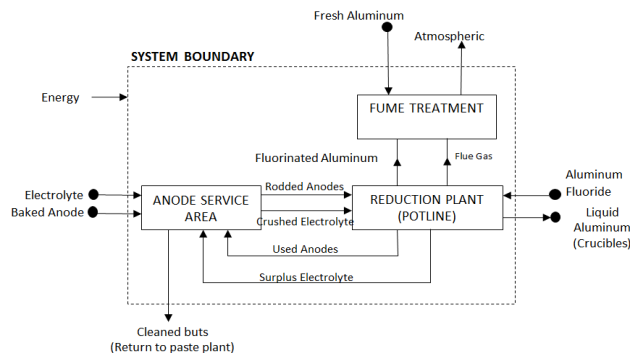 Fresh Aluminum
Atmospheric
SYSTEM BOUNDARY
Energy
FUME TREATMENT
Fluorinated Aluminum
Flue Gas
Electrolyte
Baked Anode
ANODE SERVICE
AREA
Rodded Anodes
Crushed Electrolyte
REDUCTION PLANT
(POTLINE)
Aluminum
Fluoride
Liquid
Aluminum
(Crucibles)
Used Anodes
Surplus Electrolyte
Cleaned buts
(Return to paste plant)